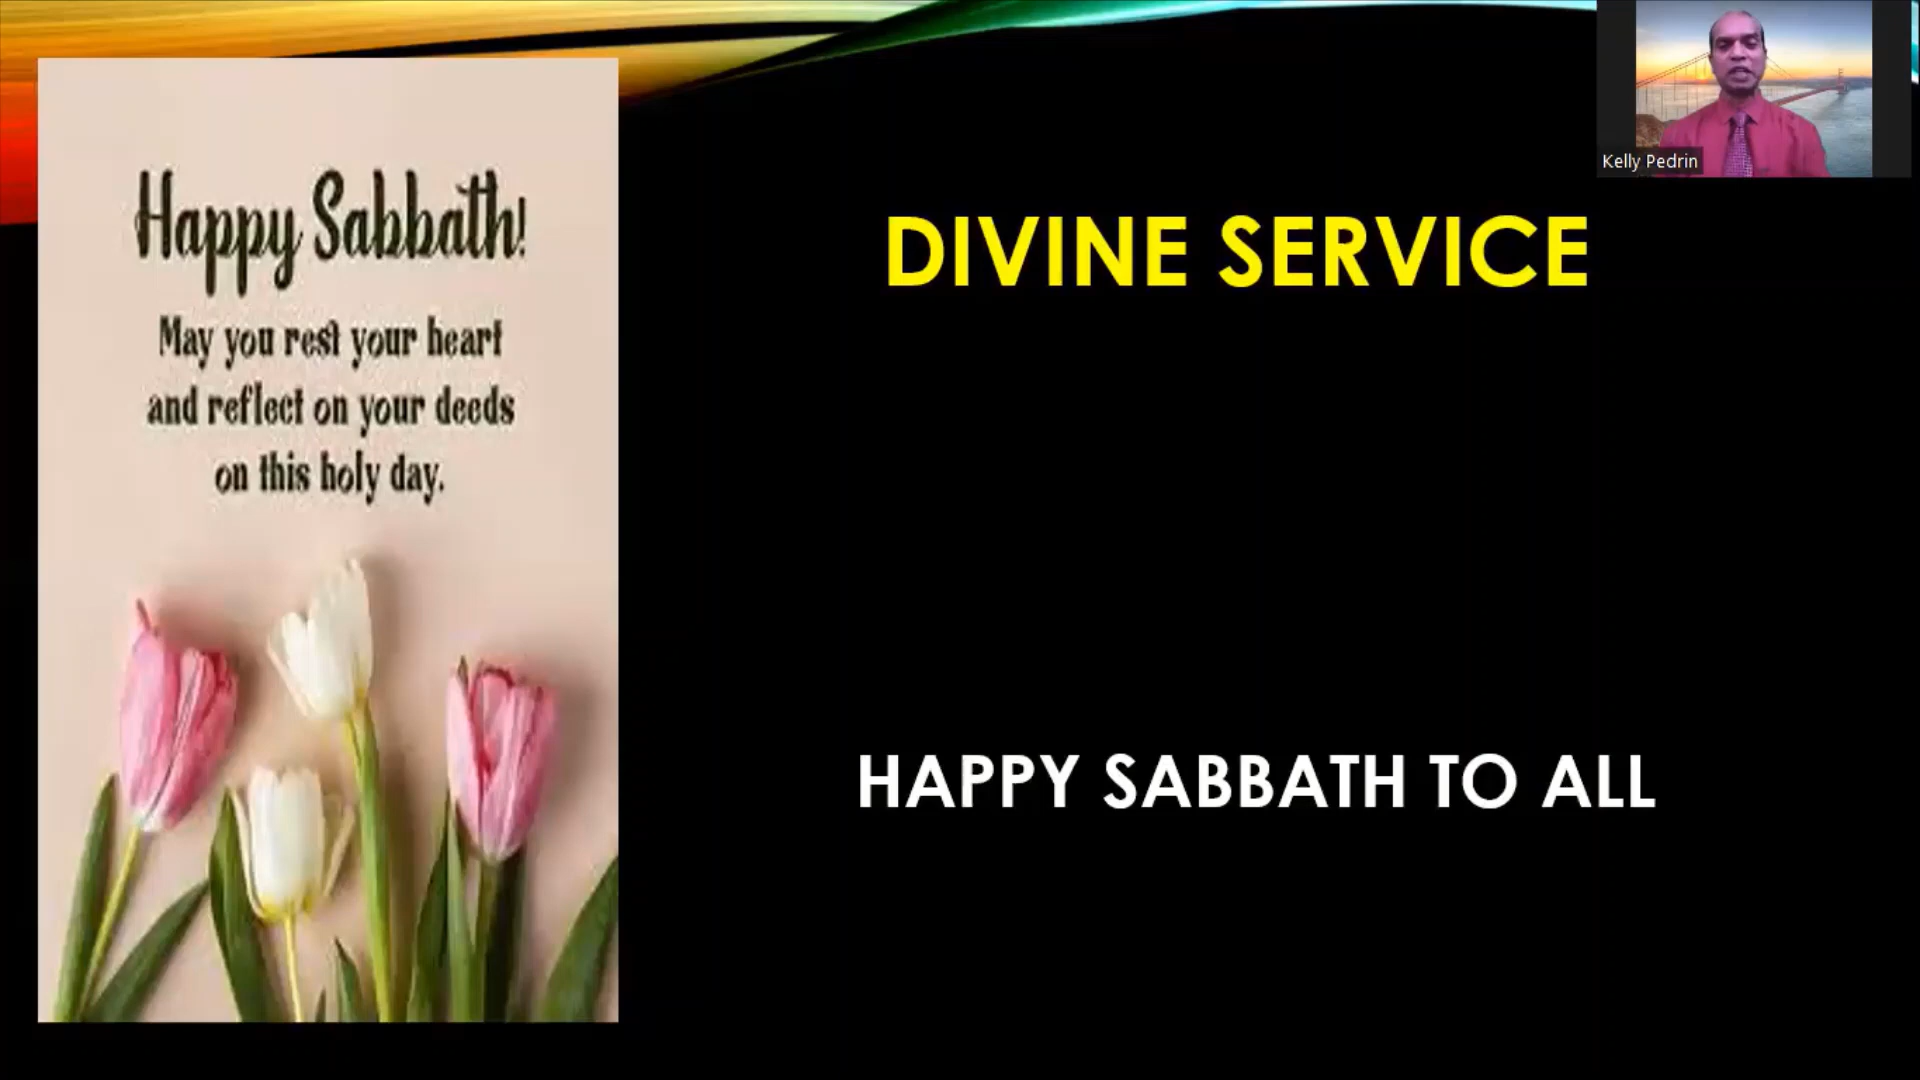 Happy Sabbath!
May you rest your heart
and reflect on your deeds
on this holy day.
DIVINE SERVICE
HAPPY SABBATH TO ALL
Kelly Pedrin